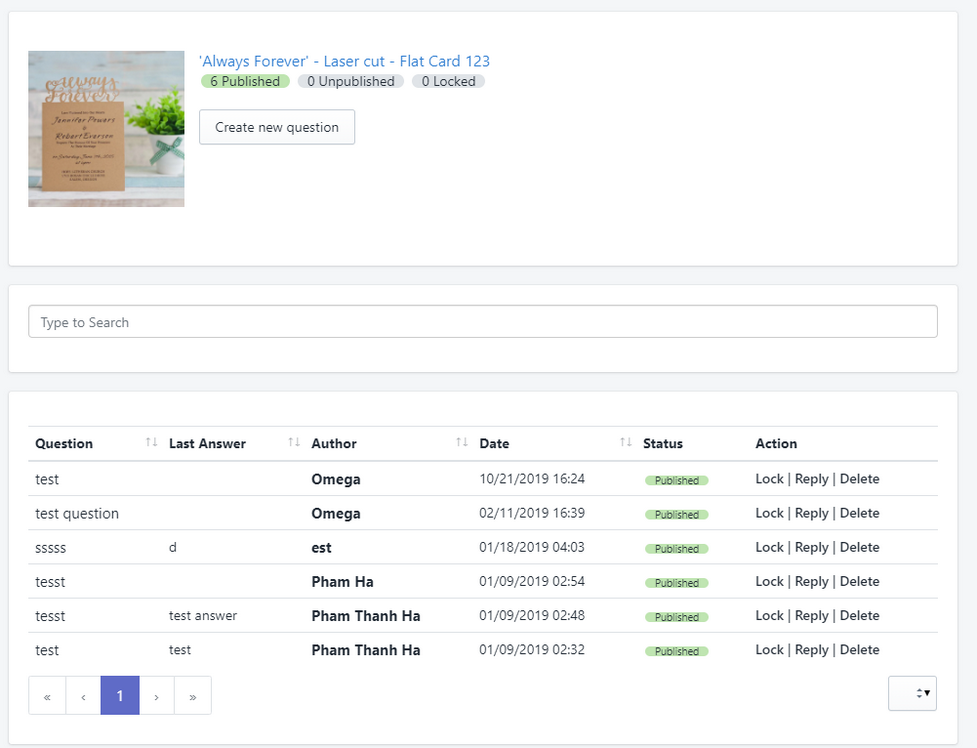 'Always Forever' - Laser cut - Flat Card 123
6 Published 0 Unpublished 0 Locked
Create new question
always
Forever
Jennifer Powers
&
Robert Everson
Type to Search
Question ↑↓ Last Answer ↑↓ Author ↑↓ Date ↑↓ Status Action
test Omega 10/21/2019 16:24 Published Lock | Reply | Delete
test question Omega 02/11/2019 16:39 Published Lock | Reply | Delete
sssss d est 01/18/2019 04:03 Published Lock | Reply | Delete
tesst Pham Ha 01/09/2019 02:54 Published Lock | Reply | Delete
tesst test answer Pham Thanh Ha 01/09/2019 02:48 Published Lock | Reply | Delete
test test Pham Thanh Ha 01/09/2019 02:32 Published Lock | Reply | Delete
« ‹ 1 › »